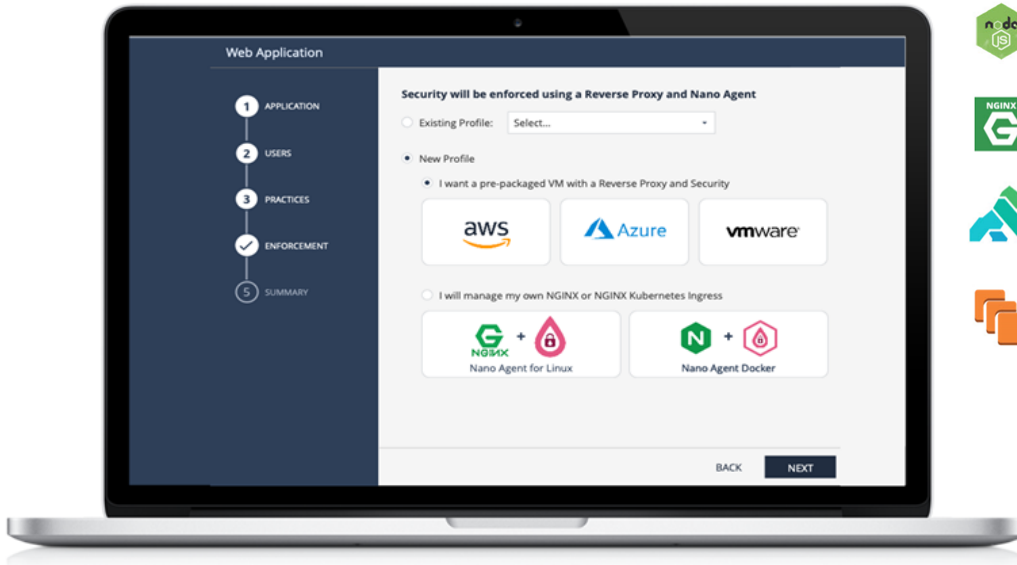 Web Application
1 APPLICATION
2 USERS
3 PRACTICES
ENFORCEMENT
5 SUMMARY
Security will be enforced using a Reverse Proxy and Nano Agent
Existing Profile: Select...
New Profile
I want a pre-packaged VM with a Reverse Proxy and Security
aws
Azure
vmware
I will manage my own NGINX or NGINX Kubernetes Ingress
G
NGINX
+
Nano Agent for Linux
N
+
Nano Agent Docker
BACK NEXT
node
JS
NGINX
G